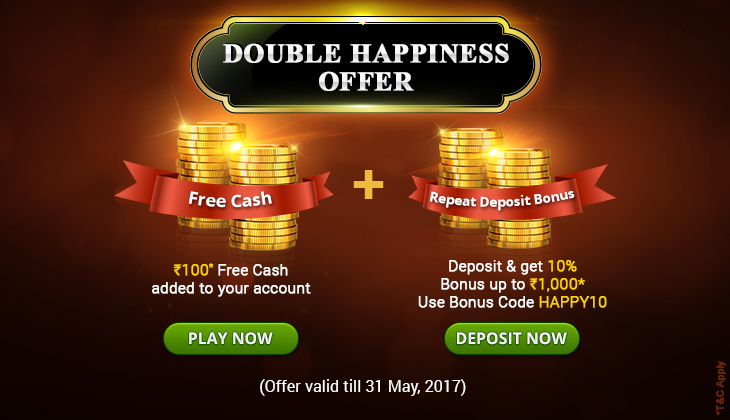 DOUBLE HAPPINESS
OFFER
Free Cash
+
Repeat Deposit Bonus
₹100* Free Cash
added to your account
Deposit & get 10%
Bonus up to ₹1,000*
Use Bonus Code HAPPY10
PLAY NOW
DEPOSIT NOW
(Offer valid till 31 May, 2017)
*T&C Apply